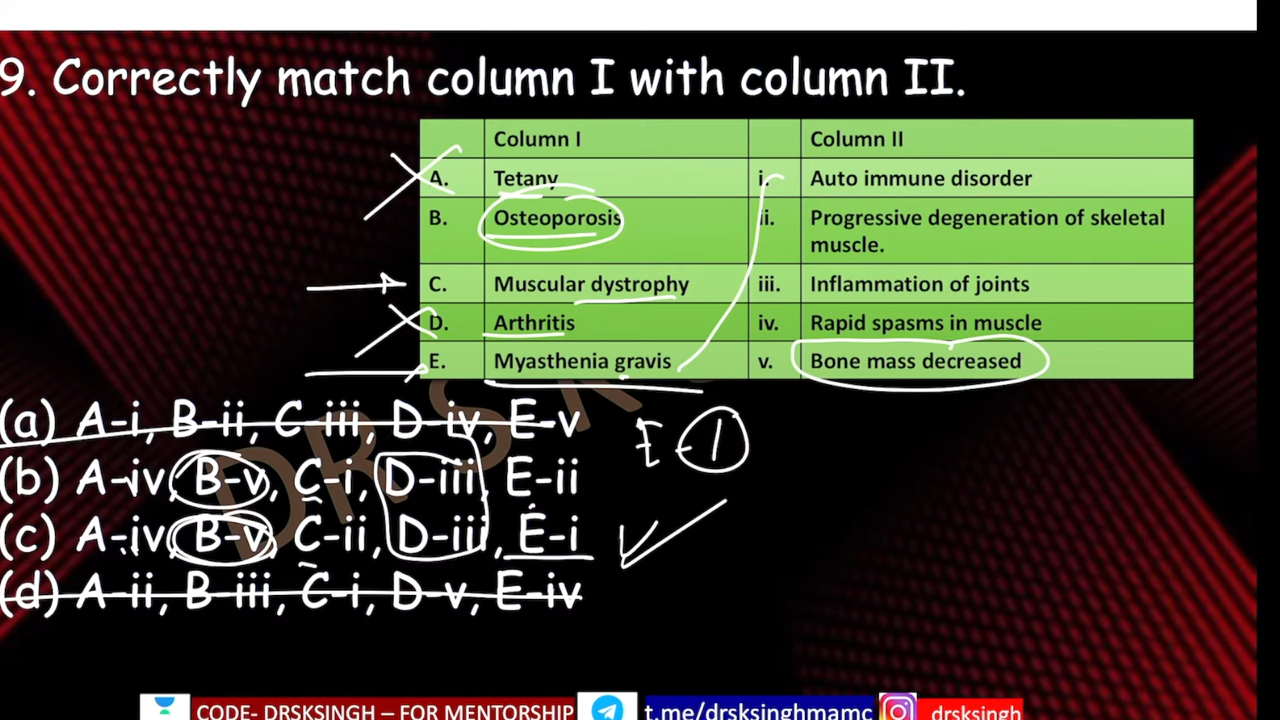 9. Correctly match column I with column II.
Column I Column II
A. Tetany i. Auto immune disorder
B. Osteoporosis ii. Progressive degeneration of skeletal
muscle.
C. Muscular dystrophy iii. Inflammation of joints
D. Arthritis iv. Rapid spasms in muscle
E. Myasthenia gravis v. Bone mass decreased
(a) A-i, B-ii, C-iii, D-iv, E-v
E - 1
(b) A-iv, B-v, C-i, D-iii, E-ii
(c) A-iv, B-v, C-ii, D-iii, E-i
(d) A-ii, B-iii, C-i, D-v, E-iv
CODE- DRSKSINGH – FOR MENTORSHIP t.me/drsksinghmamc drsksingh